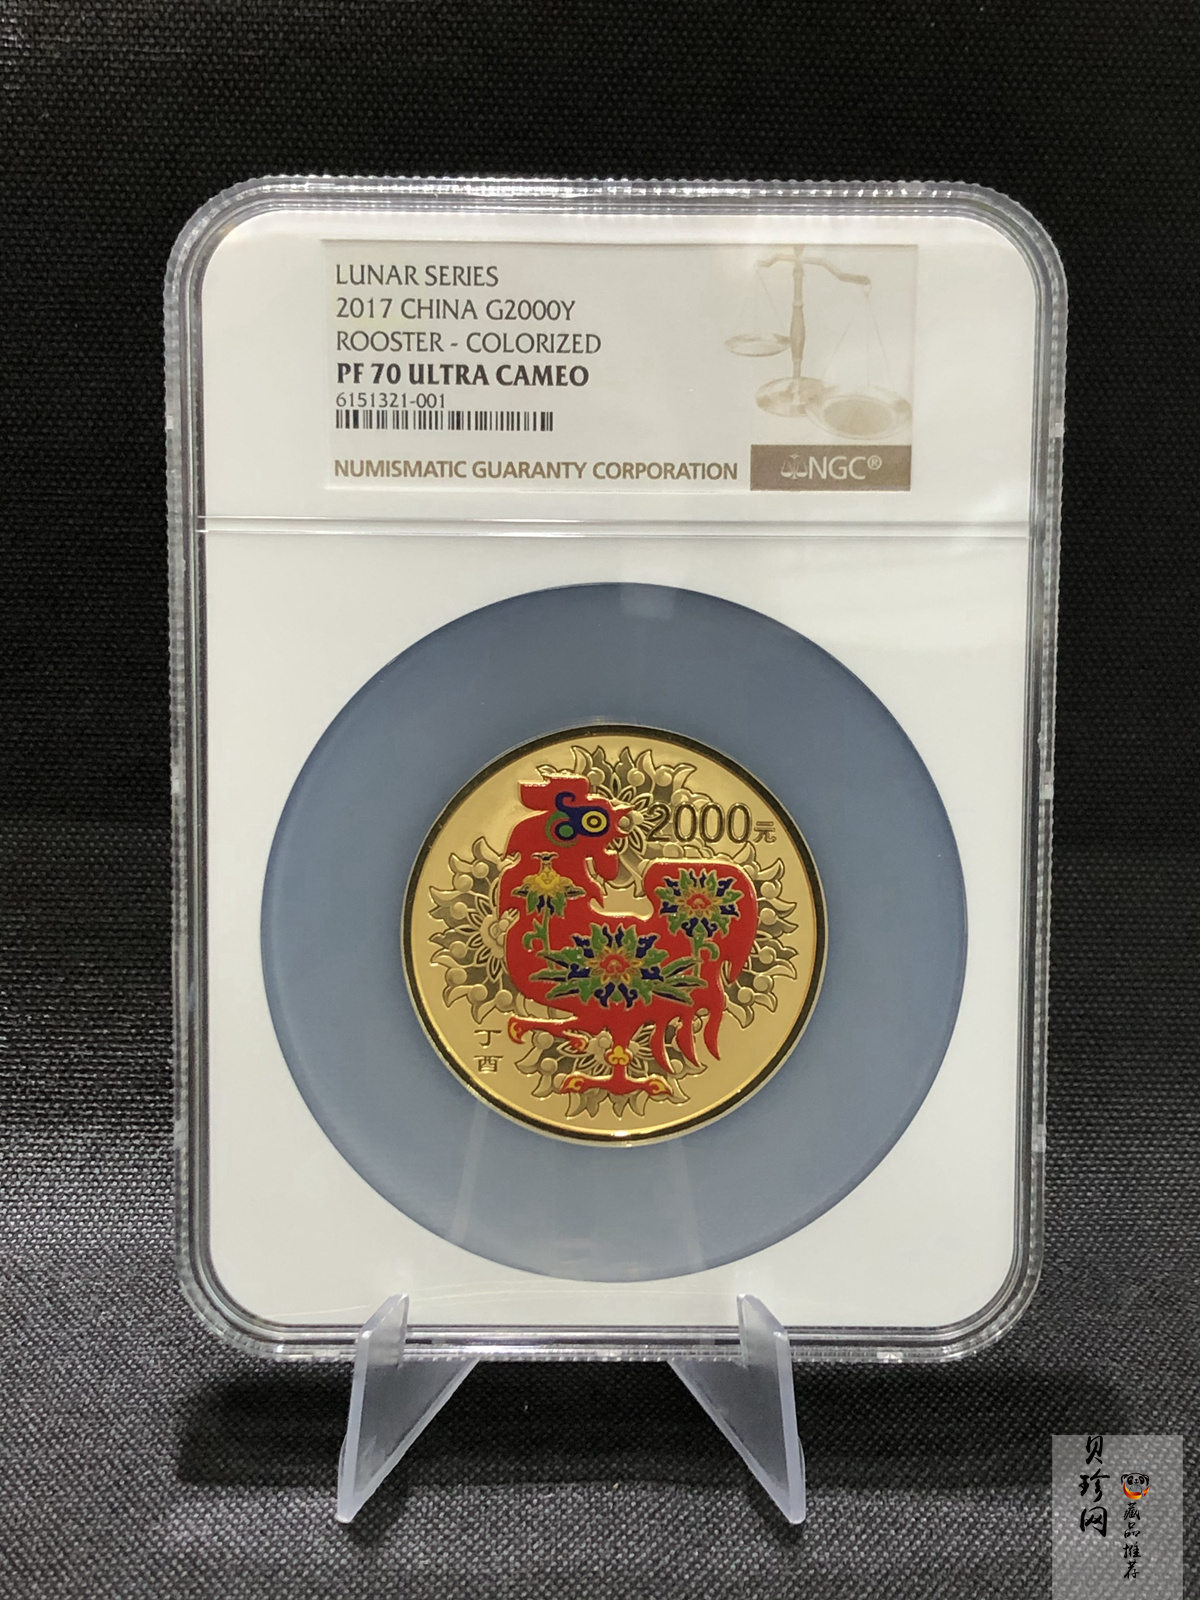 LUNAR SERIES
2017 CHINA G2000Y
ROOSTER - COLORIZED
PF 70 ULTRA CAMEO
6151321-001
NUMISMATIC GUARANTY CORPORATION
NGC®
2000元
丁
酉
贝珍网
藏品推荐